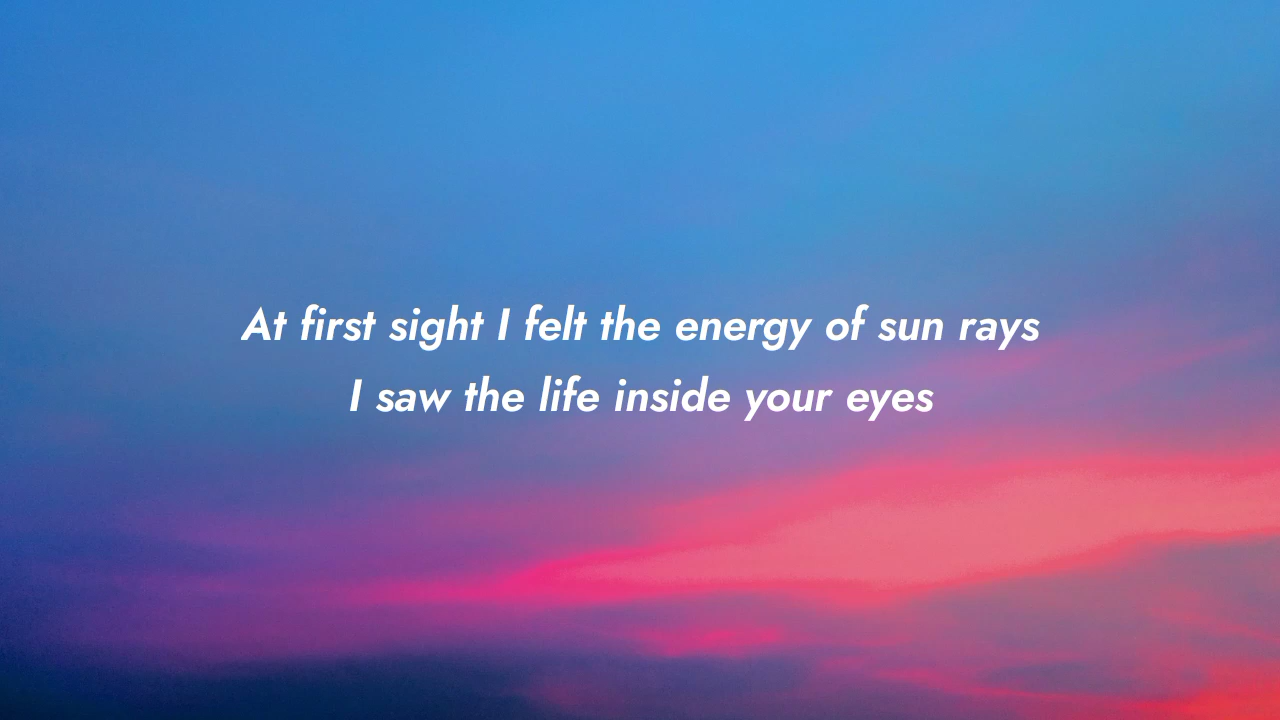 At first sight I felt the energy of sun rays
I saw the life inside your eyes